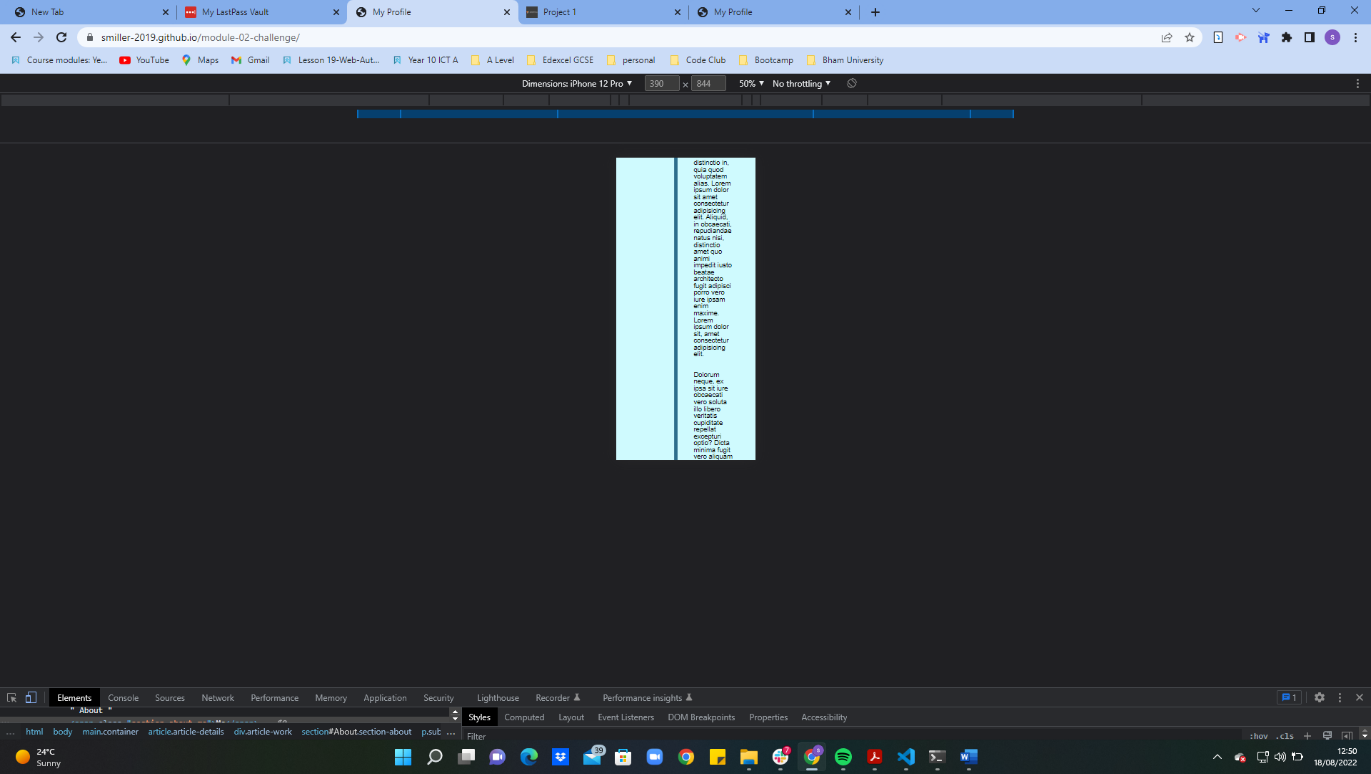 New Tab
My LastPass Vault
My Profile
Project 1
My Profile
smiller-2019.github.io/module-02-challenge/
S
Course modules: Ye...
YouTube
Maps
Gmail
Lesson 19-Web-Aut...
Year 10 ICT A
A Level
Edexcel GCSE
personal
Code Club
Bootcamp
Bham University
Dimensions: iPhone 12 Pro ▼ 390 × 844 50% ▼ No throttling ▼
distinctio in,
quia quod
voluptatem
alias. Lorem
ipsum dolor
sit amet
consectetur
adipisicing
elit. Aliquid,
in obcaecati,
repudiandae
natus nisi,
distinctio
amet quo
animi
impedit iusto
beatae
architecto
fugit adipisci
porro vero
iure ipsam
enim
maxime.
Lorem
ipsum dolor
sit, amet
consectetur
adipisicing
elit.
Dolorum
neque, ex
ipsa sit iure
obcaecati
vero soluta
illo libero
veritatis
cupiditate
repellat
excepturi
optio? Dicta
minima fugit
vero aliquam
Elements Console Sources Network Performance Memory Application Security Lighthouse Recorder Performance insights 1
" About "
Styles Computed Layout Event Listeners DOM Breakpoints Properties Accessibility
... html body main.container article.article-details div.article-work section#About.section-about p.sub ...
Filter :hov .cls +
24°C
Sunny
39
7
12:50
18/08/2022